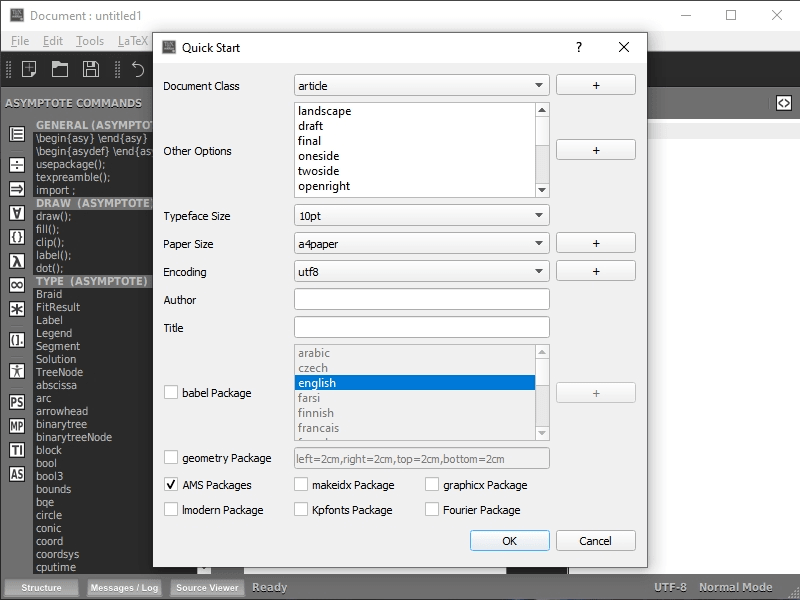 Document : untitled1
File Edit Tools LaTeX
Quick Start
?
ASYMPTOTE COMMANDS
GENERAL (ASYMPTO
\begin{asy} \end{asy}
\begin{asydef} \end{asy
usepackage();
texpreamble();
import ;
DRAW (ASYMPTOTE)
draw();
fill();
clip();
label();
dot();
TYPE (ASYMPTOTE)
Braid
FitResult
Label
Legend
Segment
Solution
TreeNode
abscissa
arc
arrowhead
binarytree
binarytreeNode
block
bool
bool3
bounds
bqe
circle
conic
coord
coordsys
cputime
PS
MP
TI
AS
Document Class
article
+
Other Options
landscape
draft
final
oneside
twoside
openright
+
Typeface Size
10pt
Paper Size
a4paper
+
Encoding
utf8
+
Author
Title
babel Package
arabic
czech
english
farsi
finnish
francais
+
geometry Package
left=2cm,right=2cm,top=2cm,bottom=2cm
AMS Packages makeidx Package graphicx Package
lmodern Package Kpfonts Package Fourier Package
OK Cancel
Structure Messages / Log Source Viewer Ready UTF-8 Normal Mode